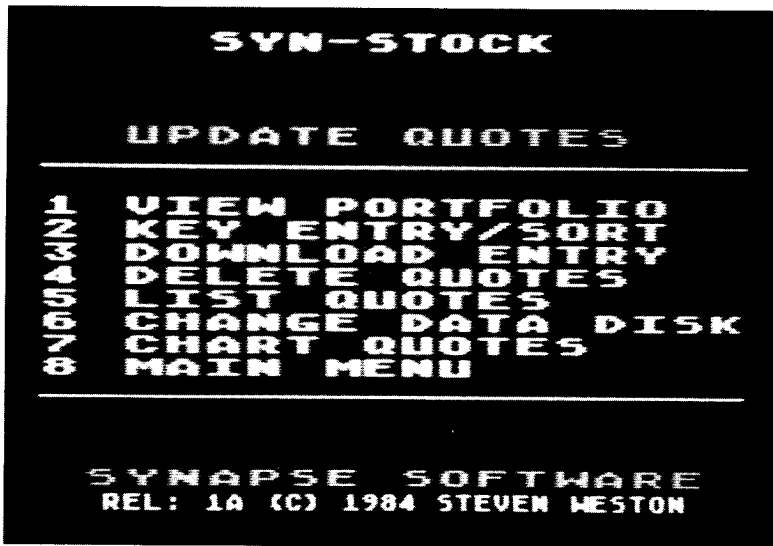 SYN-STOCK
UPDATE QUOTES
1 VIEW PORTFOLIO
2 KEY ENTRY/SORT
3 DOWNLOAD ENTRY
4 DELETE QUOTES
5 LIST QUOTES
6 CHANGE DATA DISK
7 CHART QUOTES
8 MAIN MENU
SYNAPSE SOFTWARE
REL: 1A (C) 1984 STEVEN WESTON